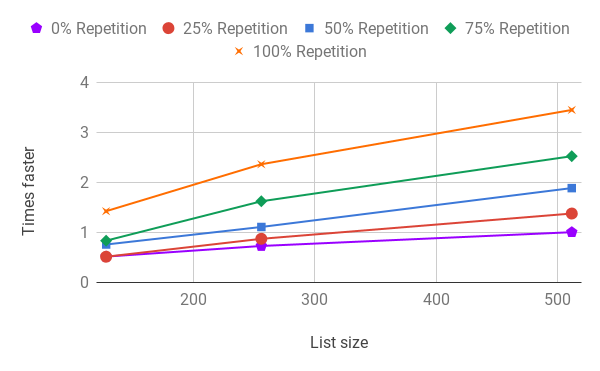 0% Repetition 25% Repetition 50% Repetition 75% Repetition
100% Repetition
4
3
2
1
0
Times faster
200 300 400 500
List size